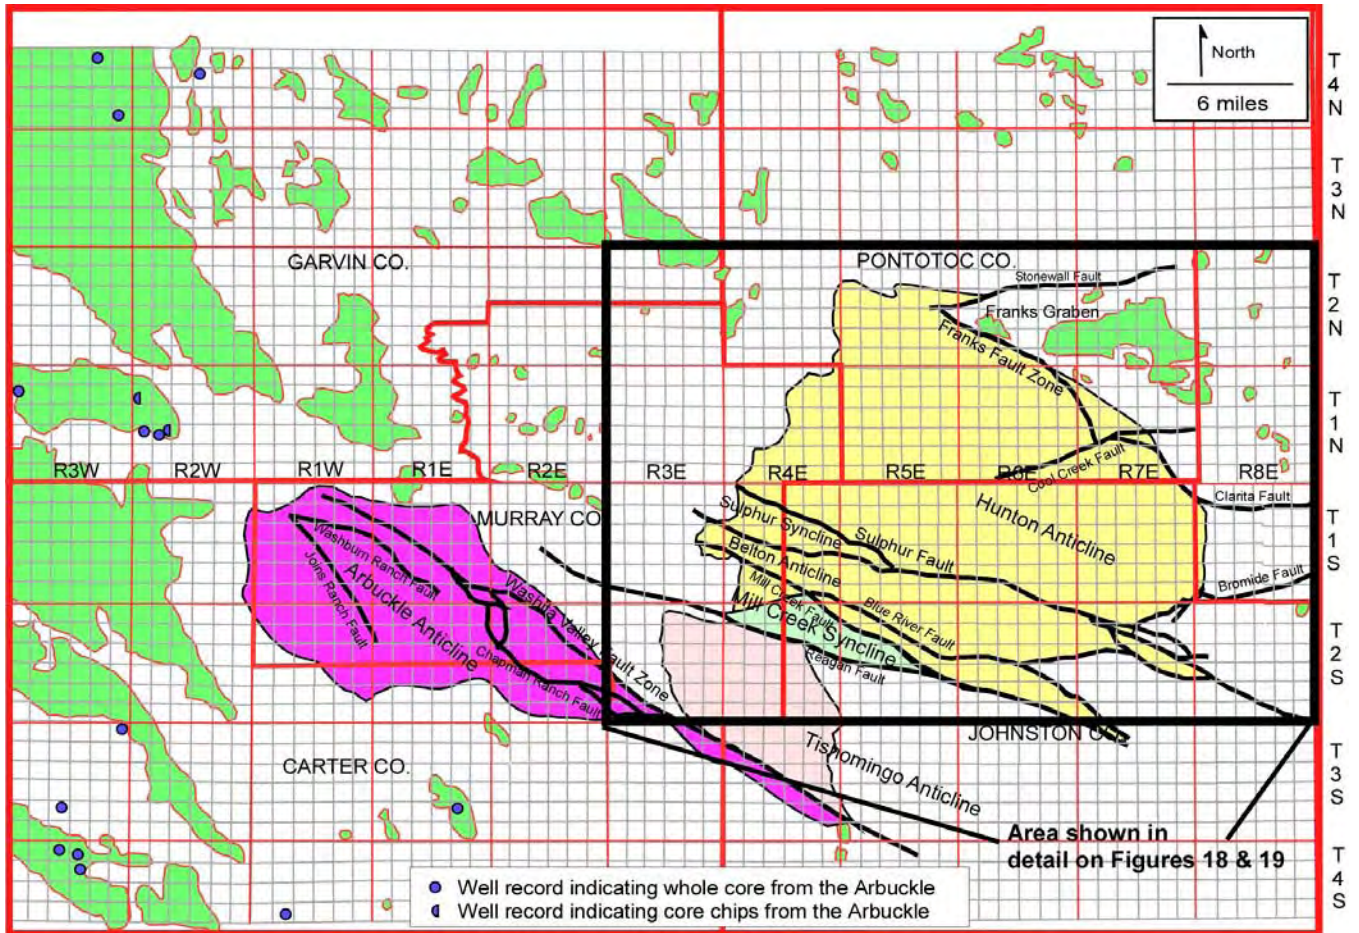 North
6 miles
T
4
N
T
3
N
GARVIN CO.
PONTOTOC CO.
Stonewall Fault
Franks Graben
Franks Fault Zone
T
2
N
T
1
N
R3W
R2W
R1W
R1E
R2E
R3E
R4E
R5E
R6E
R7E
R8E
Cool Creek Fault
Clarita Fault
MURRAY CO.
Hunton Anticline
Sulphur Syncline
Sulphur Fault
Belton Anticline
Mill Creek Fault
Mill Creek Syncline
Blue River Fault
Reagan Fault
Bromide Fault
T
1
S
Washburn Ranch Fault
Joins Ranch Fault
Arbuckle Anticline
Washita Valley Fault Zone
Chapman Ranch Fault
T
2
S
JOHNSTON C
Tishomingo Anticline
CARTER CO.
T
3
S
Area shown in
detail on Figures 18 & 19
T
4
S
Well record indicating whole core from the Arbuckle
Well record indicating core chips from the Arbuckle